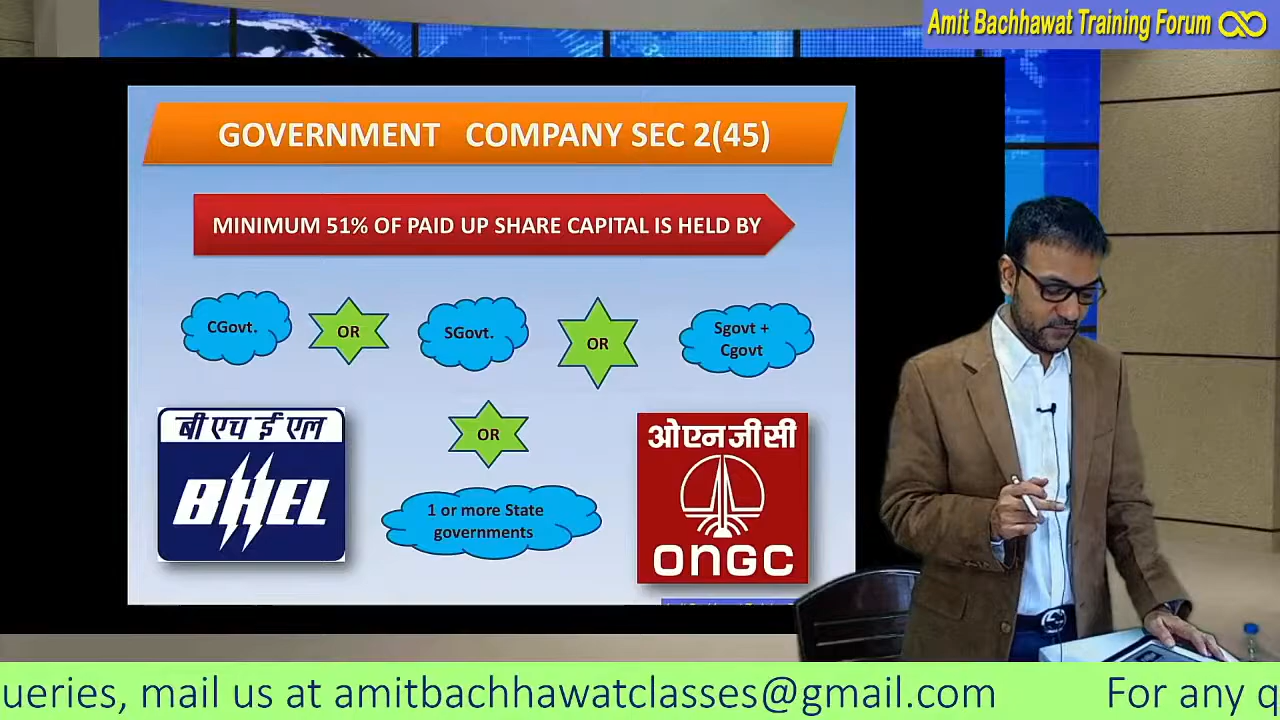 Amit Bachhawat Training Forum
GOVERNMENT COMPANY SEC 2(45)
MINIMUM 51% OF PAID UP SHARE CAPITAL IS HELD BY
CGovt.
OR
SGovt.
OR
Sgovt +
Cgovt
बी एच ई एल
BHEL
OR
1 or more State
governments
ओ एन जी सी
ONGC
ueries, mail us at amitbachhawatclasses@gmail.com
For any q